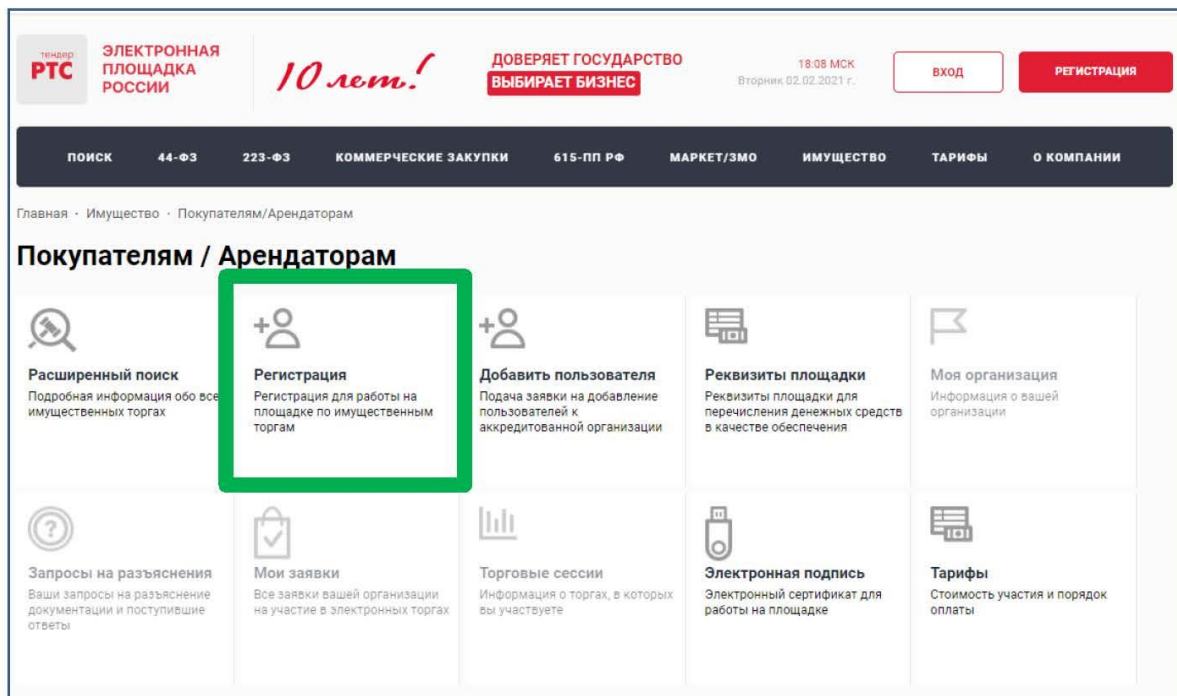 тендер
РТС
ЭЛЕКТРОННАЯ
ПЛОЩАДКА
РОССИИ
10 лет!
ДОВЕРЯЕТ ГОСУДАРСТВО
ВЫБИРАЕТ БИЗНЕС
18:08 МСК
Вторник 02.02.2021 г.
ВХОД
РЕГИСТРАЦИЯ
ПОИСК 44-ФЗ 223-ФЗ КОММЕРЧЕСКИЕ ЗАКУПКИ 615-ПП РФ МАРКЕТ/ЗМО ИМУЩЕСТВО ТАРИФЫ О КОМПАНИИ
Главная · Имущество · Покупателям/Арендаторам
Покупателям / Арендаторам
Расширенный поиск
Подробная информация обо все
имущественных торгах
Регистрация
Регистрация для работы на
площадке по имущественным
торгам
Добавить пользователя
Подача заявки на добавление
пользователей к
аккредитованной организации
Реквизиты площадки
Реквизиты площадки для
перечисления денежных средств
в качестве обеспечения
Моя организация
Информация о вашей
организации
Запросы на разъяснения
Ваши запросы на разъяснение
документации и поступившие
ответы
Мои заявки
Все заявки вашей организации
на участие в электронных торгах
Торговые сессии
Информация о торгах, в которых
вы участвуете
Электронная подпись
Электронный сертификат для
работы на площадке
Тарифы
Стоимость участия и порядок
оплаты